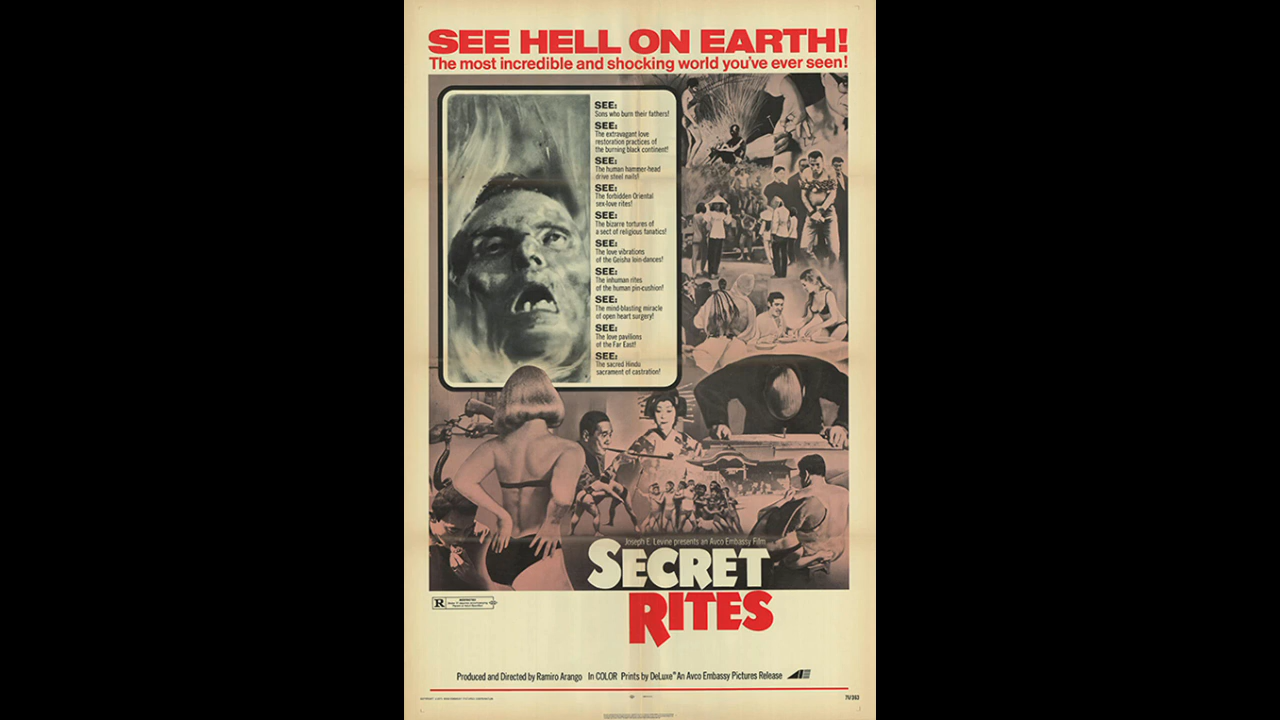 SEE HELL ON EARTH!
The most incredible and shocking world you've ever seen!
SEE:
Sons who burn their fathers!
SEE:
The extravagant love
restoration practices of
the burning black continent!
SEE:
The human hammer-head
drive steel nails!
SEE:
The forbidden Oriental
sex-love rites!
SEE:
The bizarre tortures of
a sect of religious fanatics!
SEE:
The love vibrations
of the Geisha loin-dances!
SEE:
The inhuman rites
of the human pin-cushion!
SEE:
The mind-blasting miracle
of open heart surgery!
SEE:
The love pavilions
of the Far East!
SEE:
The sacred Hindu
sacrament of castration!
Joseph E. Levine presents an Avco Embassy Film
SECRET
RITES
R
RESTRICTED
Produced and Directed by Ramiro Arango In COLOR Prints by DeLuxe® An Avco Embassy Pictures Release